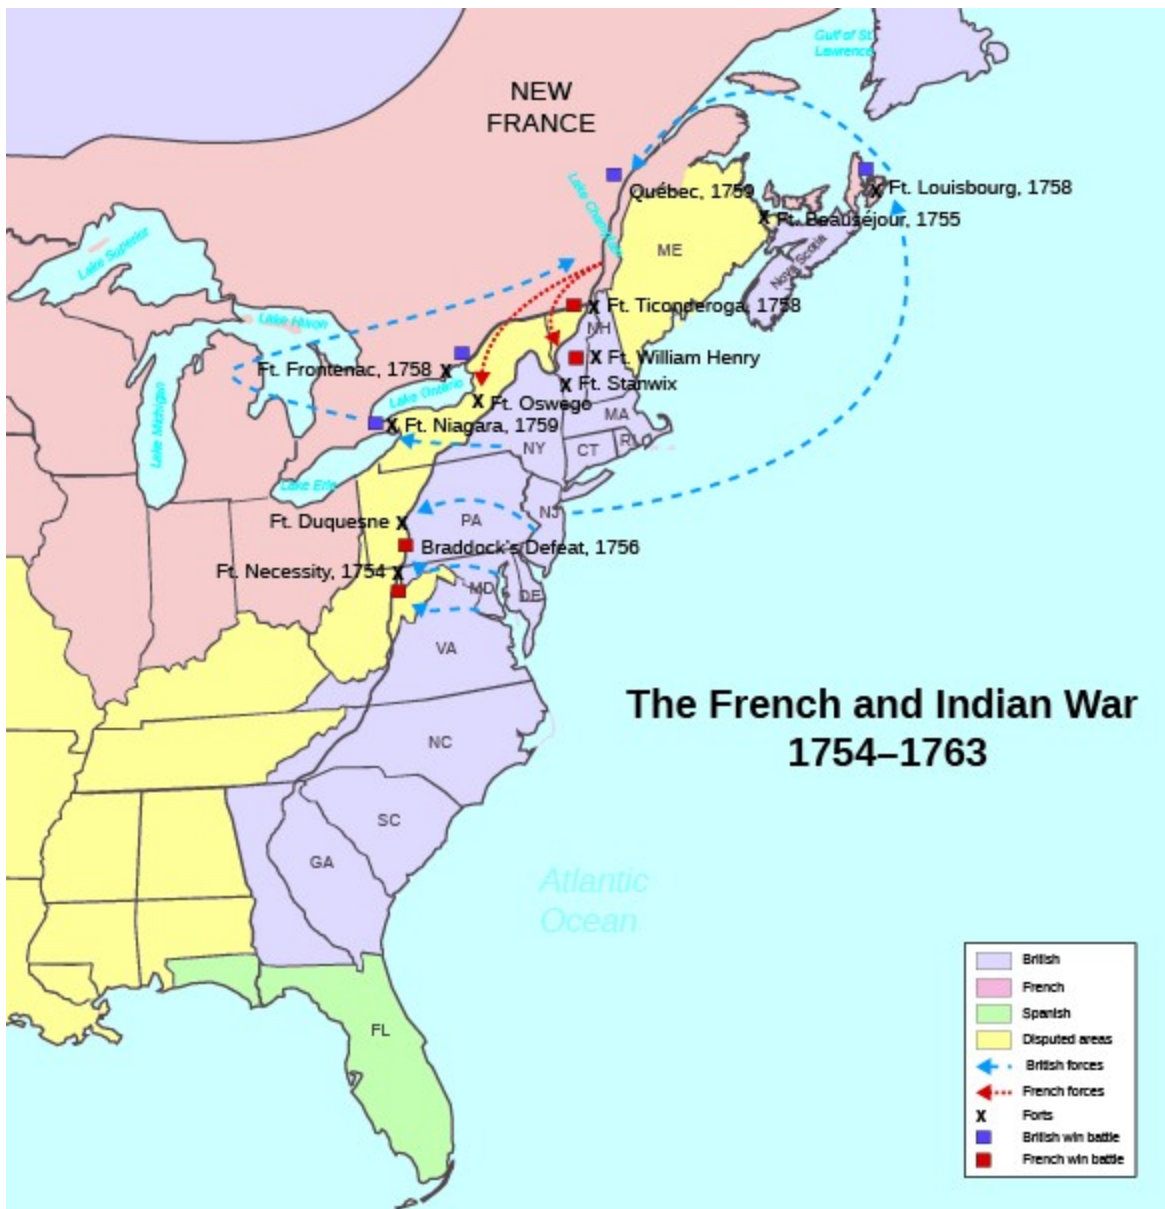 Gulf of St.
Lawrence
NEW
FRANCE
Lake Champlain
Québec, 1759
Ft. Louisbourg, 1758
Ft. Beauséjour, 1755
Nova Scotia
ME
Lake Superior
Lake Huron
Ft. Ticonderoga, 1758
NH
Ft. William Henry
Ft. Frontenac, 1758
Ft. Stanwix
Lake Ontario
Lake Michigan
Ft. Oswego
MA
Ft. Niagara, 1759
NY
CT
RI
Lake Erie
Ft. Duquesne
PA
NJ
Braddock's Defeat, 1756
Ft. Necessity, 1754
MD
DE
VA
The French and Indian War
1754–1763
NC
SC
GA
Atlantic
Ocean
FL
British
French
Spanish
Disputed areas
British forces
French forces
X Forts
British win battle
French win battle